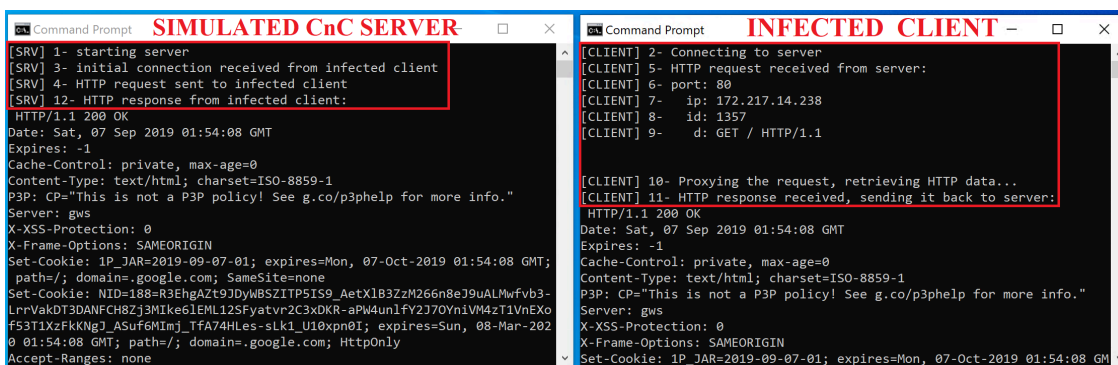 Command Prompt
SIMULATED CnC SERVER
[SRV] 1- starting server
[SRV] 3- initial connection received from infected client
[SRV] 4- HTTP request sent to infected client
[SRV] 12- HTTP response from infected client:
HTTP/1.1 200 OK
Date: Sat, 07 Sep 2019 01:54:08 GMT
Expires: -1
Cache-Control: private, max-age=0
Content-Type: text/html; charset=ISO-8859-1
P3P: CP="This is not a P3P policy! See g.co/p3phelp for more info."
Server: gws
X-XSS-Protection: 0
X-Frame-Options: SAMEORIGIN
Set-Cookie: 1P_JAR=2019-09-07-01; expires=Mon, 07-Oct-2019 01:54:08 GMT;
path=/; domain=.google.com; SameSite=none
Set-Cookie: NID=188=R3EhgAZt9JDyWBSZITP5IS9_AetXlB3ZzM266n8eJ9uALMwfvb3-
LrrVakDT3DANFCH8Zj3MIke6lEML12SFyatvr2C3xDKR-aPW4unlfY2J7OYniVM4zT1VnEXo
f53T1XzFkKNgJ_ASuf6MImj_TfA74HLes-sLk1_U10xpn0I; expires=Sun, 08-Mar-202
0 01:54:08 GMT; path=/; domain=.google.com; HttpOnly
Accept-Ranges: none
Command Prompt
INFECTED CLIENT
[CLIENT] 2- Connecting to server
[CLIENT] 5- HTTP request received from server:
[CLIENT] 6- port: 80
[CLIENT] 7- ip: 172.217.14.238
[CLIENT] 8- id: 1357
[CLIENT] 9- d: GET / HTTP/1.1
[CLIENT] 10- Proxying the request, retrieving HTTP data...
[CLIENT] 11- HTTP response received, sending it back to server:
HTTP/1.1 200 OK
Date: Sat, 07 Sep 2019 01:54:08 GMT
Expires: -1
Cache-Control: private, max-age=0
Content-Type: text/html; charset=ISO-8859-1
P3P: CP="This is not a P3P policy! See g.co/p3phelp for more info."
Server: gws
X-XSS-Protection: 0
X-Frame-Options: SAMEORIGIN
Set-Cookie: 1P_JAR=2019-09-07-01; expires=Mon, 07-Oct-2019 01:54:08 GM